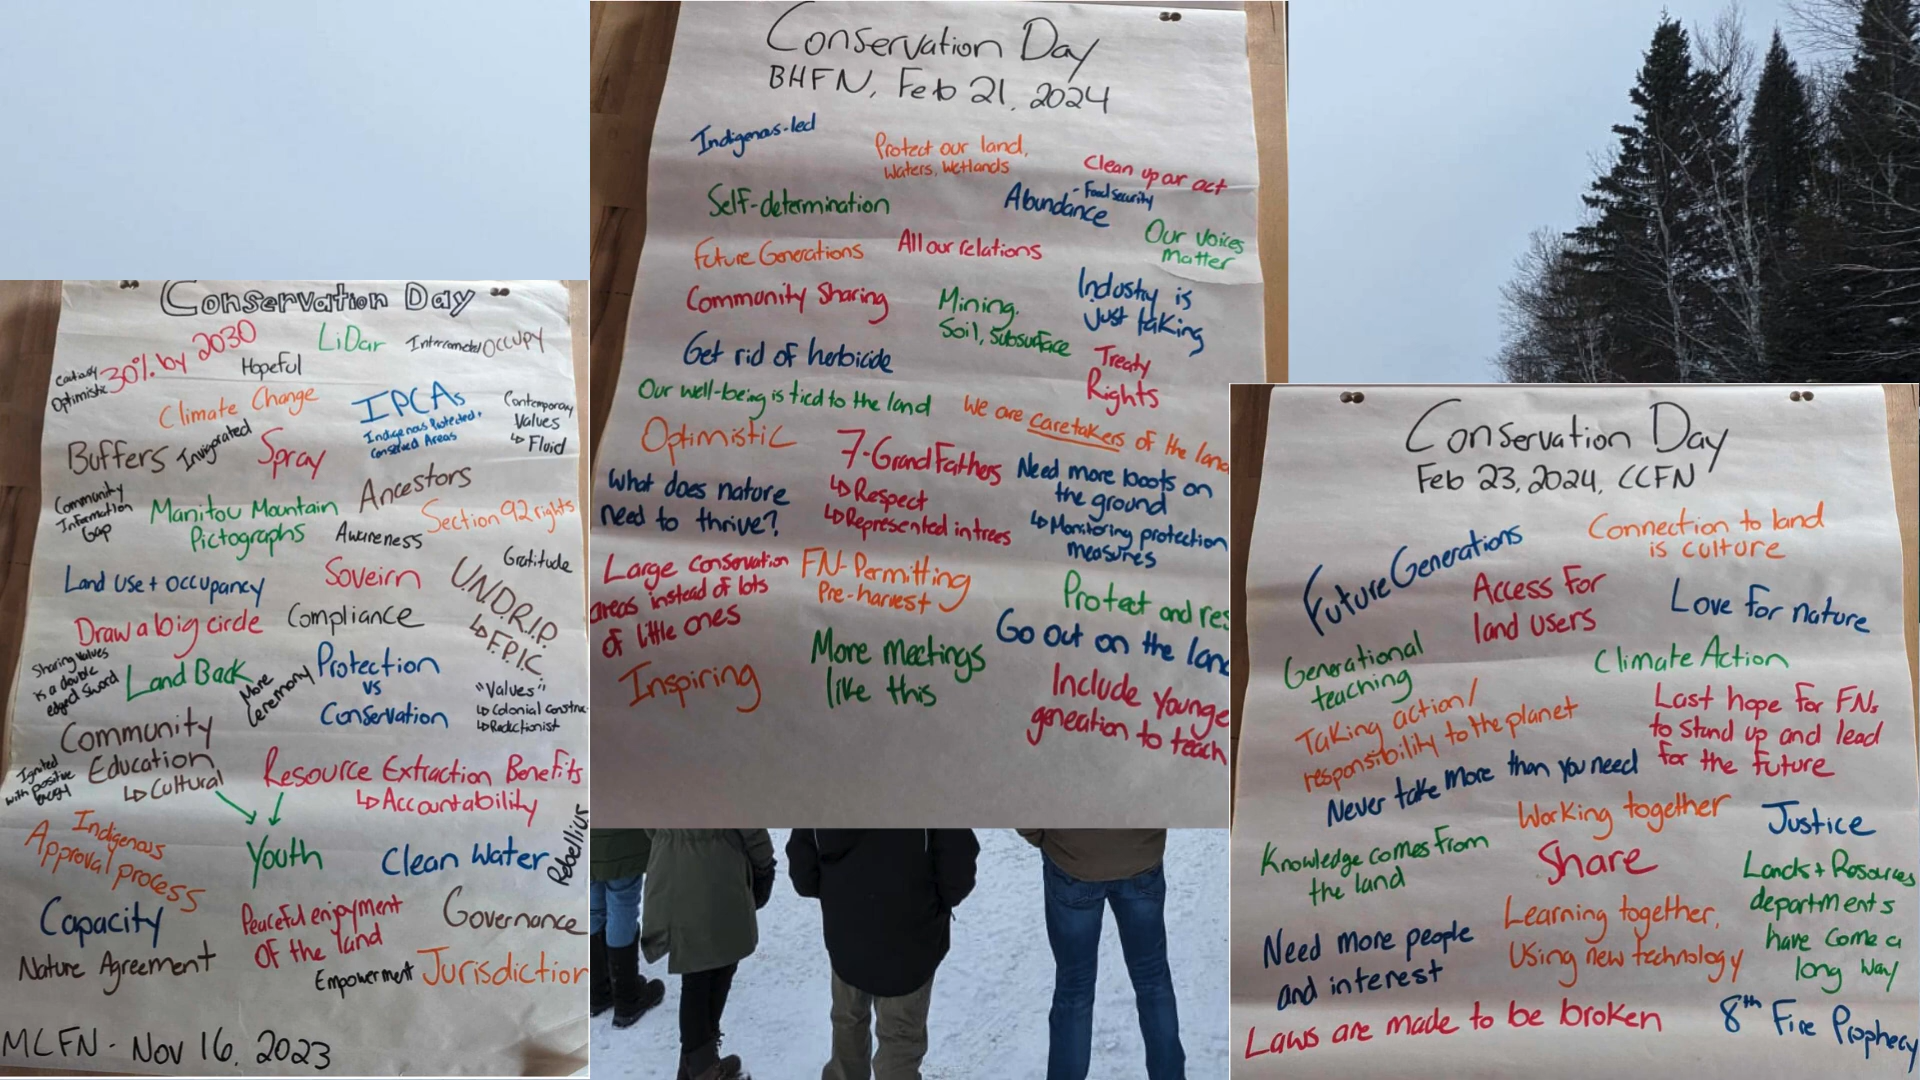 Conservation Day
30% by 2030
LiDar
OCCUPY
Optimistic
Hopeful
Climate Change
IPCAs
Indigenous Protected,
Conserved Areas
Contemporary
Values
↳ Fluid
Buffers
Invigorated
Spray
Ancestors
Community
Information
Gap
Manitou Mountain
Pictographs
Awareness
Section 92 rights
Gratitude
Land use + occupancy
Soveirn
U.N.D.R.I.P.
↳ F.P.I.C
Draw a big circle
Compliance
Sharing values
is a double
edged sword
Land Back
More
Ceremony
Protection
vs
Conservation
"Values"
↳ Colonial constru
↳ Reductionist
Community
Education
↳ Cultural
Ignited
with positive
Resource Extraction Benefits
↳ Accountability
Rebellius
Indigenous
Approval process
Youth
Clean Water
Capacity
Peaceful enjoyment
of the land
Governance
Nature Agreement
Empowerment
Jurisdiction
MCFN - Nov 16, 2023
Conservation Day
BHFN, Feb 21, 2024
Indigenous-led
Protect our land,
Waters, Wetlands
Clean up our act
Self-determination
Abundance
- Food security
Our voices
matter
Future Generations
All our relations
Community Sharing
Mining,
Soil, Subsurface
Industry is
Just taking
Get rid of herbicide
Treaty
Rights
Our well-being is tied to the land
We are caretakers of the land
Optimistic
7-GrandFathers
↳ Respect
↳ Represented in trees
Need more boots on
the ground
↳ Monitoring protection
measures
What does nature
need to thrive?
Large conservation
areas instead of lots
of little ones
FN-Permitting
Pre-harvest
Protect and res
Go out on the land
Inspiring
More meetings
like this
Include younge
generation to teach
Conservation Day
Feb 23, 2024, CCFN
Future Generations
Connection to land
is culture
Access for
land users
Love for nature
Generational
teaching
Climate Action
Taking action/
responsibility to the planet
Last hope for FNs
to stand up and lead
for the future
Never take more than you need
Working together
Justice
Knowledge comes from
the land
Share
Lands + Resources
departments
have come a
long way
Need more people
and interest
Learning together,
Using new technology
Laws are made to be broken
8th Fire Prophecy